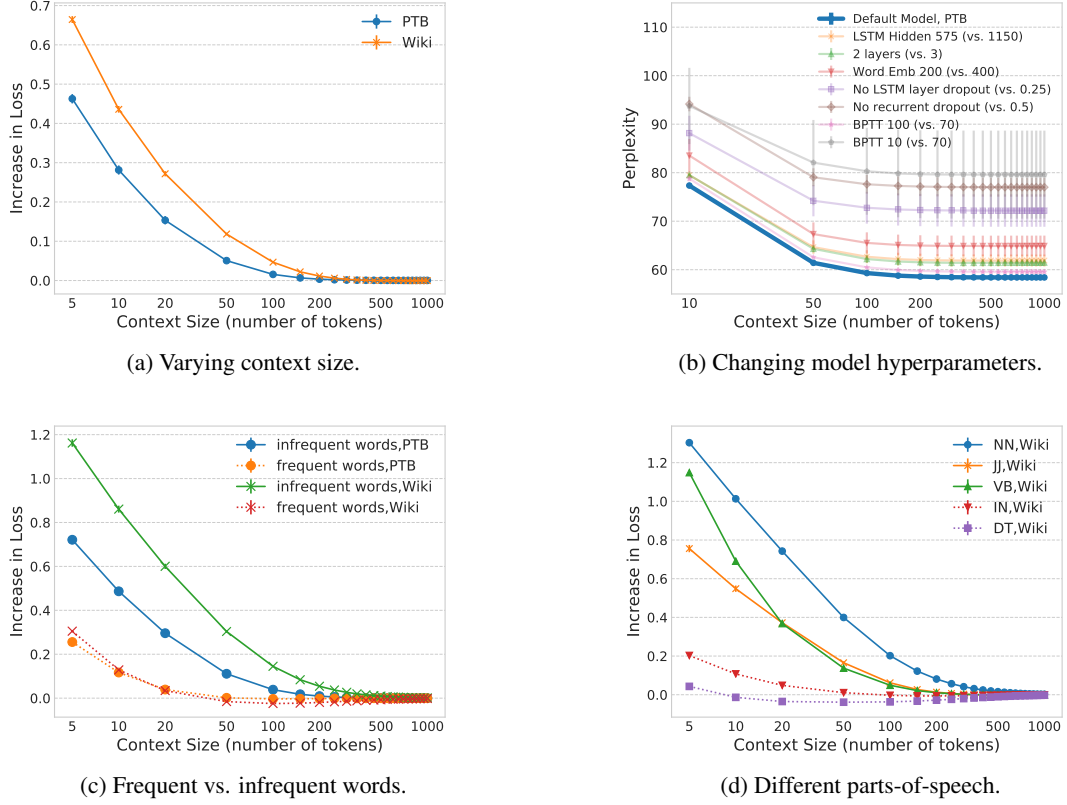 0.7
0.6
0.5
0.4
0.3
0.2
0.1
0.0
Increase in Loss
PTB
Wiki
5 10 20 50 100 200 500 1000
Context Size (number of tokens)
(a) Varying context size.
110
100
90
80
70
60
Perplexity
Default Model, PTB
LSTM Hidden 575 (vs. 1150)
2 layers (vs. 3)
Word Emb 200 (vs. 400)
No LSTM layer dropout (vs. 0.25)
No recurrent dropout (vs. 0.5)
BPTT 100 (vs. 70)
BPTT 10 (vs. 70)
10 50 100 200 500 1000
Context Size (number of tokens)
(b) Changing model hyperparameters.
1.2
1.0
0.8
0.6
0.4
0.2
0.0
Increase in Loss
infrequent words,PTB
frequent words,PTB
infrequent words,Wiki
frequent words,Wiki
5 10 20 50 100 200 500 1000
Context Size (number of tokens)
(c) Frequent vs. infrequent words.
1.2
1.0
0.8
0.6
0.4
0.2
0.0
Increase in Loss
NN,Wiki
JJ,Wiki
VB,Wiki
IN,Wiki
DT,Wiki
5 10 20 50 100 200 500 1000
Context Size (number of tokens)
(d) Different parts-of-speech.